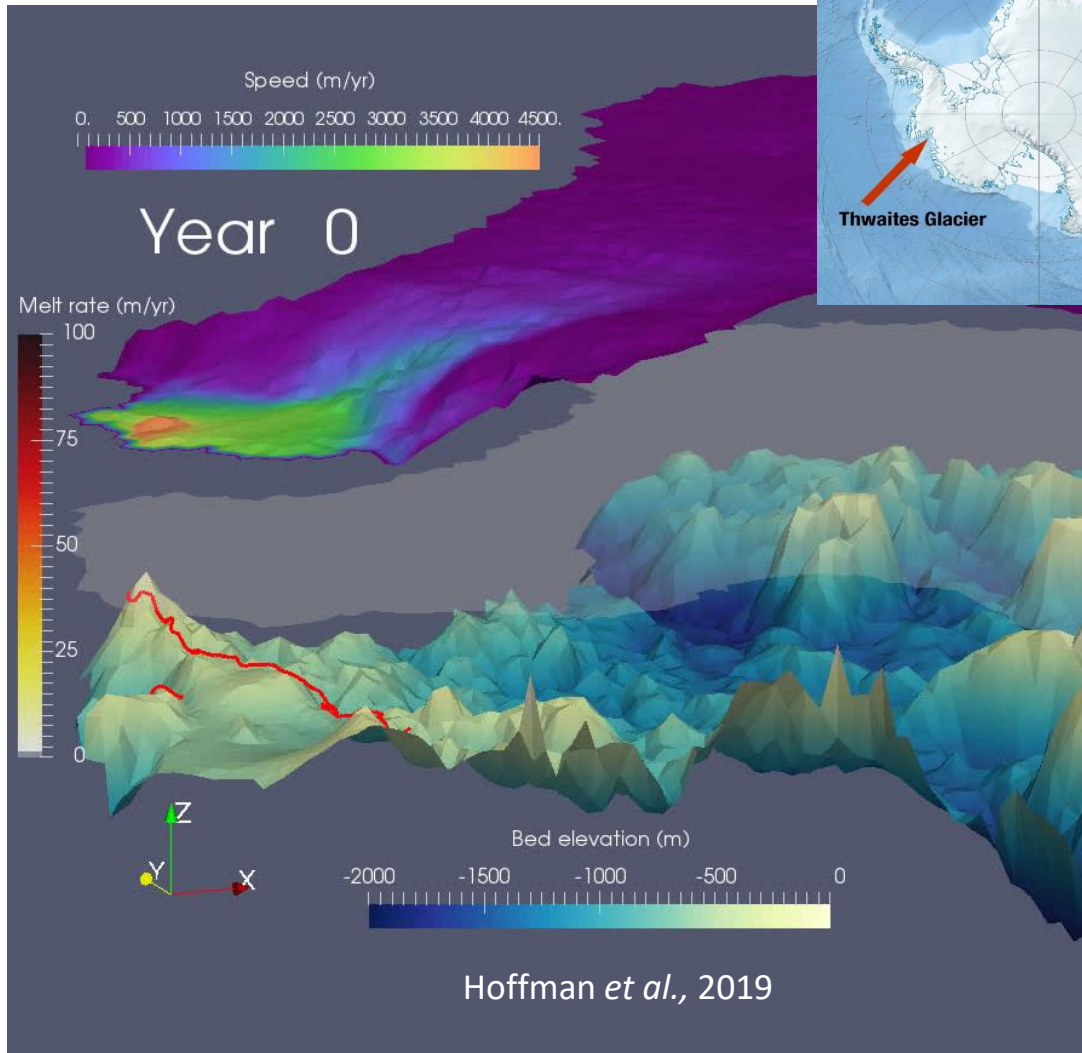 Speed (m/yr)
0. 500 1000 1500 2000 2500 3000 3500 4000 4500.
Year 0
Thwaites Glacier
Melt rate (m/yr)
100
75
50
25
0
Z
Y
X
Bed elevation (m)
-2000 -1500 -1000 -500 0
Hoffman et al., 2019